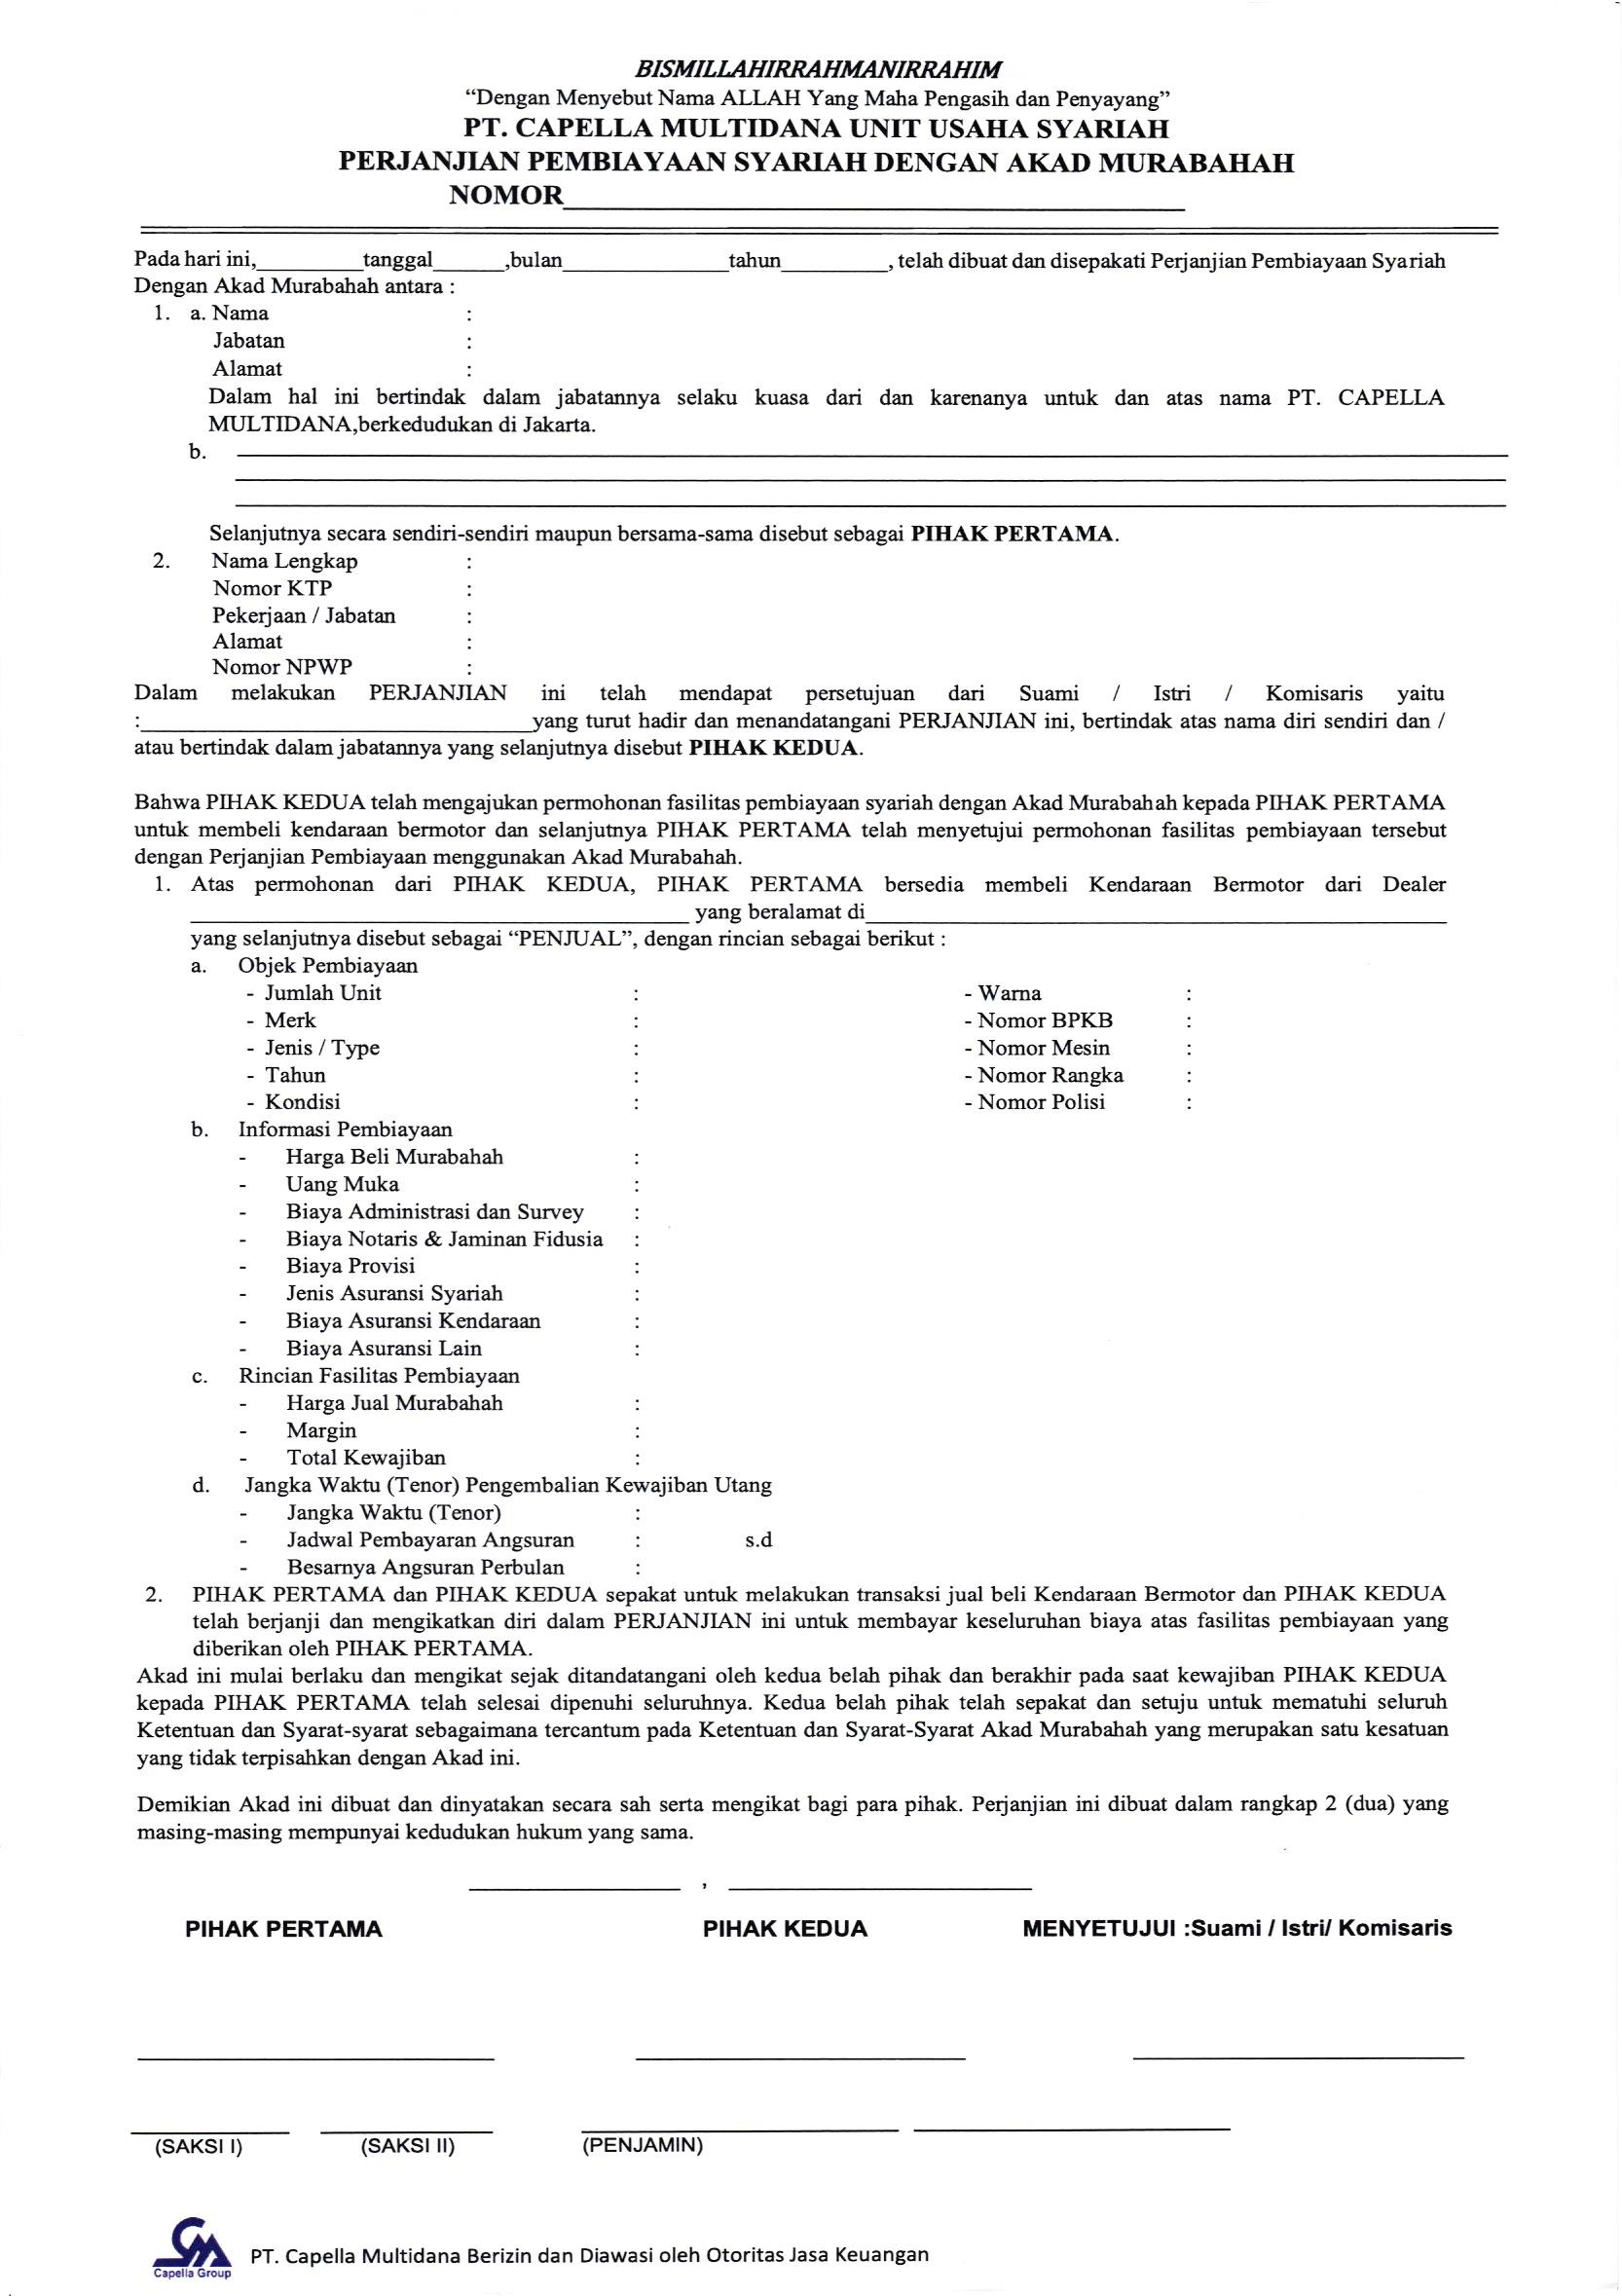 BISMILLAHIRRAHMANIRRAHIM
“Dengan Menyebut Nama ALLAH Yang Maha Pengasih dan Penyayang”
PT. CAPELLA MULTIDANA UNIT USAHA SYARIAH
PERJANJIAN PEMBIAYAAN SYARIAH DENGAN AKAD MURABAHAH
NOMOR
Pada hari ini,_________tanggal______,bulan______________tahun_________, telah dibuat dan disepakati Perjanjian Pembiayaan Syariah
Dengan Akad Murabahah antara :
1. a. Nama :
Jabatan :
Alamat :
Dalam hal ini bertindak dalam jabatannya selaku kuasa dari dan karenanya untuk dan atas nama PT. CAPELLA
MULTIDANA,berkedudukan di Jakarta.
b.
Selanjutnya secara sendiri-sendiri maupun bersama-sama disebut sebagai PIHAK PERTAMA.
2. Nama Lengkap :
Nomor KTP :
Pekerjaan / Jabatan :
Alamat :
Nomor NPWP :
Dalam melakukan PERJANJIAN ini telah mendapat persetujuan dari Suami / Istri / Komisaris yaitu
:_________________________________yang turut hadir dan menandatangani PERJANJIAN ini, bertindak atas nama diri sendiri dan /
atau bertindak dalam jabatannya yang selanjutnya disebut PIHAK KEDUA.
Bahwa PIHAK KEDUA telah mengajukan permohonan fasilitas pembiayaan syariah dengan Akad Murabahah kepada PIHAK PERTAMA
untuk membeli kendaraan bermotor dan selanjutnya PIHAK PERTAMA telah menyetujui permohonan fasilitas pembiayaan tersebut
dengan Perjanjian Pembiayaan menggunakan Akad Murabahah.
1. Atas permohonan dari PIHAK KEDUA, PIHAK PERTAMA bersedia membeli Kendaraan Bermotor dari Dealer
__________________________________________ yang beralamat di_________________________________________________
yang selanjutnya disebut sebagai “PENJUAL”, dengan rincian sebagai berikut :
a. Objek Pembiayaan
- Jumlah Unit : - Warna :
- Merk : - Nomor BPKB :
- Jenis / Type : - Nomor Mesin :
- Tahun : - Nomor Rangka :
- Kondisi : - Nomor Polisi :
b. Informasi Pembiayaan
- Harga Beli Murabahah :
- Uang Muka :
- Biaya Administrasi dan Survey :
- Biaya Notaris & Jaminan Fidusia :
- Biaya Provisi :
- Jenis Asuransi Syariah :
- Biaya Asuransi Kendaraan :
- Biaya Asuransi Lain :
c. Rincian Fasilitas Pembiayaan
- Harga Jual Murabahah :
- Margin :
- Total Kewajiban :
d. Jangka Waktu (Tenor) Pengembalian Kewajiban Utang
- Jangka Waktu (Tenor) :
- Jadwal Pembayaran Angsuran : s.d
- Besarnya Angsuran Perbulan :
2. PIHAK PERTAMA dan PIHAK KEDUA sepakat untuk melakukan transaksi jual beli Kendaraan Bermotor dan PIHAK KEDUA
telah berjanji dan mengikatkan diri dalam PERJANJIAN ini untuk membayar keseluruhan biaya atas fasilitas pembiayaan yang
diberikan oleh PIHAK PERTAMA.
Akad ini mulai berlaku dan mengikat sejak ditandatangani oleh kedua belah pihak dan berakhir pada saat kewajiban PIHAK KEDUA
kepada PIHAK PERTAMA telah selesai dipenuhi seluruhnya. Kedua belah pihak telah sepakat dan setuju untuk mematuhi seluruh
Ketentuan dan Syarat-syarat sebagaimana tercantum pada Ketentuan dan Syarat-Syarat Akad Murabahah yang merupakan satu kesatuan
yang tidak terpisahkan dengan Akad ini.
Demikian Akad ini dibuat dan dinyatakan secara sah serta mengikat bagi para pihak. Perjanjian ini dibuat dalam rangkap 2 (dua) yang
masing-masing mempunyai kedudukan hukum yang sama.
__________________ , __________________________
PIHAK PERTAMA PIHAK KEDUA MENYETUJUI :Suami / Istri/ Komisaris
(SAKSI I) (SAKSI II) (PENJAMIN)
Capella Group
PT. Capella Multidana Berizin dan Diawasi oleh Otoritas Jasa Keuangan